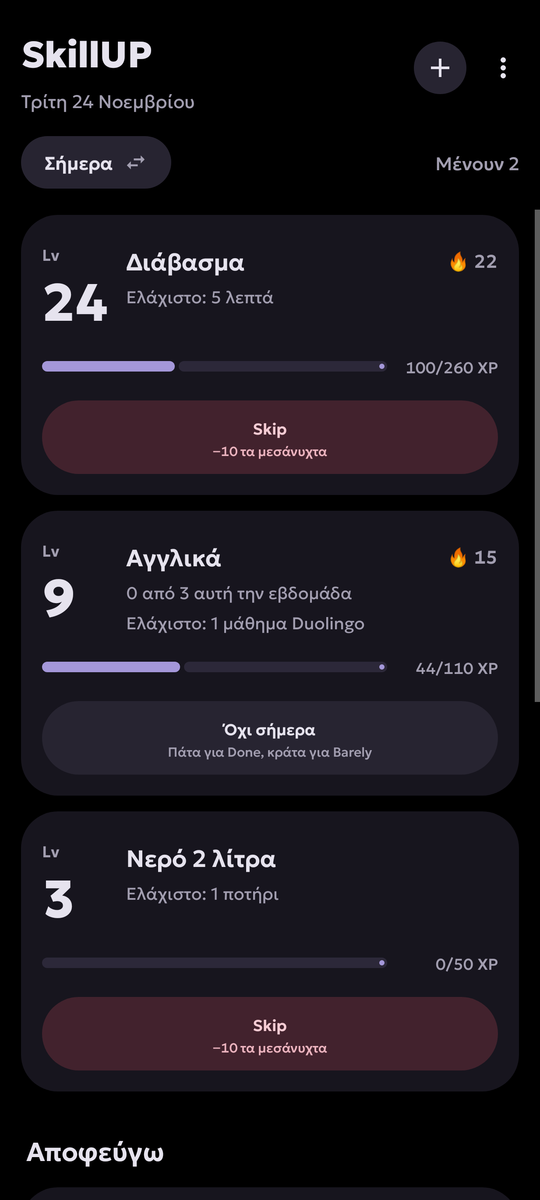 SkillUP
Τρίτη 24 Νοεμβρίου
Σήμερα
Μένουν 2
Lv
24
Διάβασμα
🔥 22
Ελάχιστο: 5 λεπτά
100/260 XP
Skip
−10 τα μεσάνυχτα
Lv
9
Αγγλικά
🔥 15
0 από 3 αυτή την εβδομάδα
Ελάχιστο: 1 μάθημα Duolingo
44/110 XP
Όχι σήμερα
Πάτα για Done, κράτα για Barely
Lv
3
Νερό 2 λίτρα
Ελάχιστο: 1 ποτήρι
0/50 XP
Skip
−10 τα μεσάνυχτα
Αποφεύγω